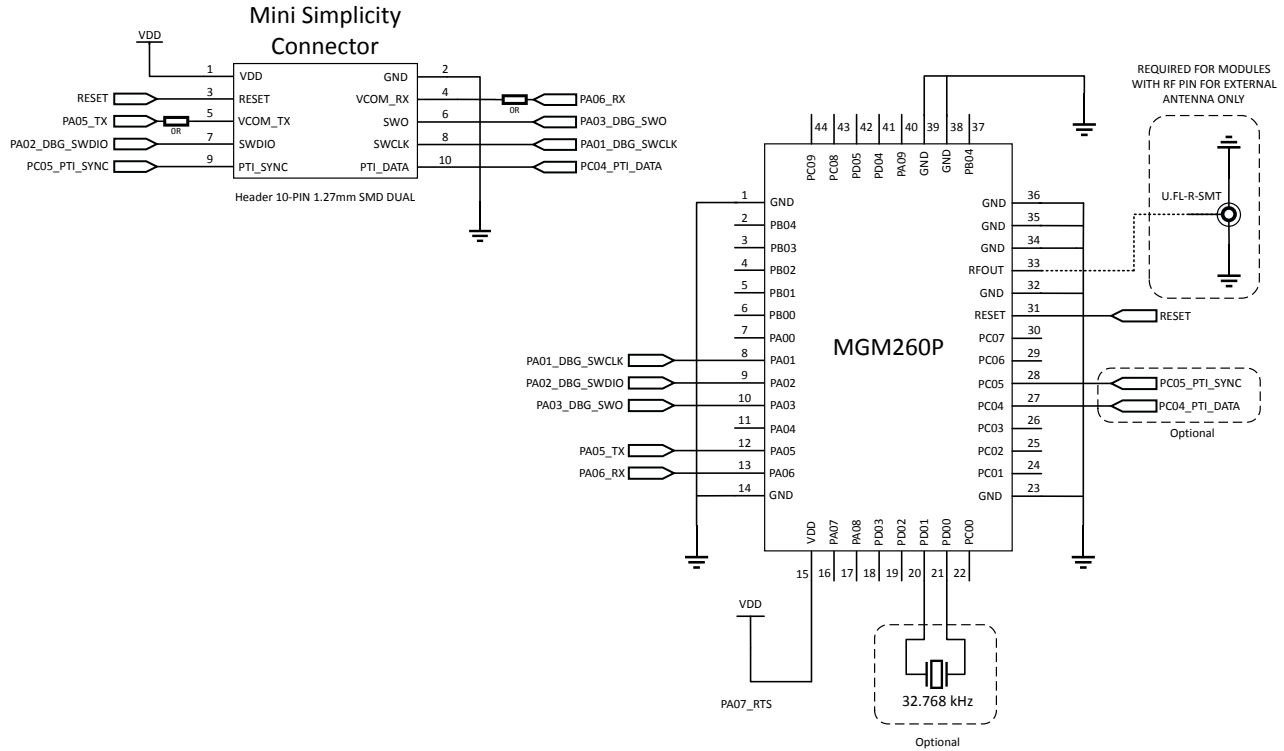 Mini Simplicity
Connector
VDD
1 VDD GND 2
RESET 3 RESET VCOM_RX 4 0R PA06_RX
PA05_TX 0R 5 VCOM_TX SWO 6 PA03_DBG_SWO
PA02_DBG_SWDIO 7 SWDIO SWCLK 8 PA01_DBG_SWCLK
PC05_PTI_SYNC 9 PTI_SYNC PTI_DATA 10 PC04_PTI_DATA
Header 10-PIN 1.27mm SMD DUAL
REQUIRED FOR MODULES
WITH RF PIN FOR EXTERNAL
ANTENNA ONLY
U.FL-R-SMT
44 43 42 41 40 39 38 37
PC09 PC08 PD05 PD04 PA09 GND GND PB04
1 GND GND 36
2 PB04 GND 35
3 PB03 GND 34
4 PB02 RFOUT 33
5 PB01 GND 32
6 PB00 RESET 31 RESET
7 PA00 PC07 30
MGM260P
PA01_DBG_SWCLK 8 PA01 PC06 29
PA02_DBG_SWDIO 9 PA02 PC05 28 PC05_PTI_SYNC
PA03_DBG_SWO 10 PA03 PC04 27 PC04_PTI_DATA
11 PA04 PC03 26
Optional
PA05_TX 12 PA05 PC02 25
PA06_RX 13 PA06 PC01 24
14 GND GND 23
VDD PA07 PA08 PD03 PD02 PD01 PD00 PC00
15 16 17 18 19 20 21 22
VDD
PA07_RTS
32.768 kHz
Optional